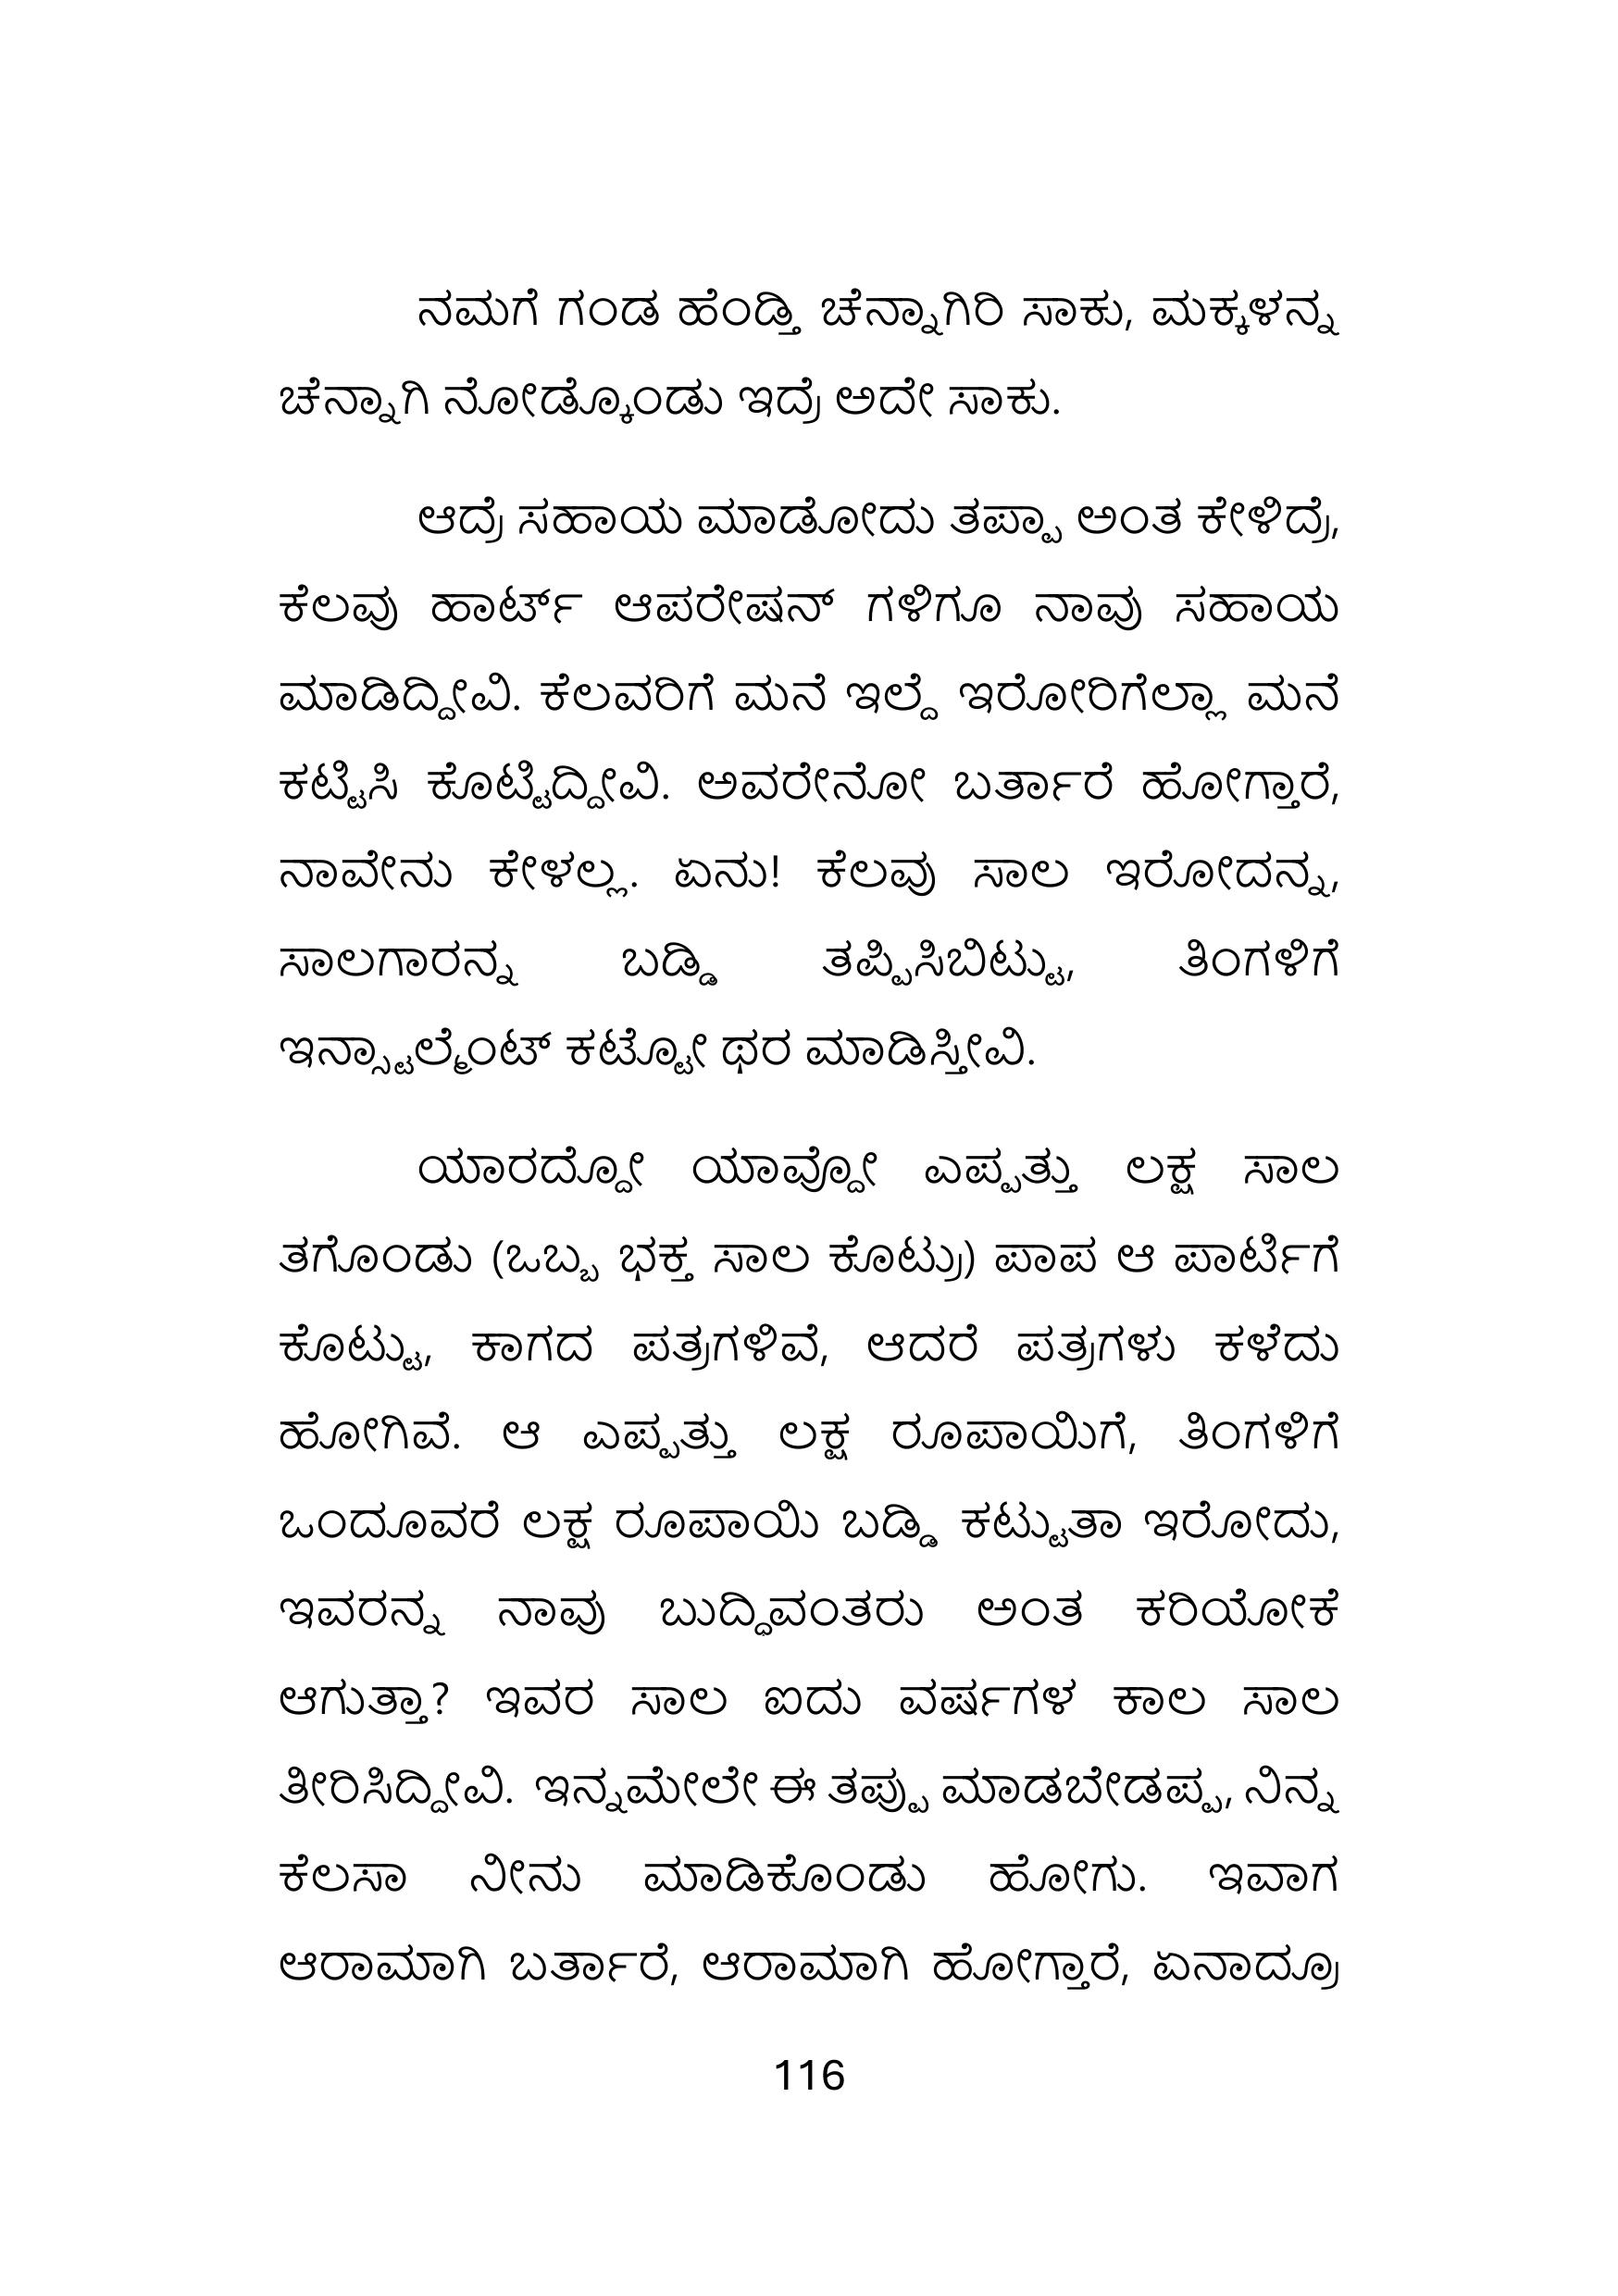 ನಮಗೆ ಗಂಡ ಹೆಂಡ್ತಿ ಚೆನ್ನಾಗಿರಿ ಸಾಕು, ಮಕ್ಕಳನ್ನ
ಚೆನ್ನಾಗಿ ನೋಡ್ಕೊಂಡು ಇದ್ರೆ ಅದೇ ಸಾಕು.
ಆದ್ರೆ ಸಹಾಯ ಮಾಡೋದು ತಪ್ಪಾ ಅಂತ ಕೇಳಿದ್ರೆ,
ಕೆಲವು ಹಾರ್ಟ್ ಆಪರೇಷನ್ ಗಳಿಗೂ ನಾವು ಸಹಾಯ
ಮಾಡಿದ್ದೀವಿ. ಕೆಲವರಿಗೆ ಮನೆ ಇಲ್ದೆ ಇರೋರಿಗೆಲ್ಲಾ ಮನೆ
ಕಟ್ಟಿಸಿ ಕೊಟ್ಟಿದ್ದೀವಿ. ಅವರೇನೋ ಬರ್ತಾರೆ ಹೋಗ್ತಾರೆ,
ನಾವೇನು ಕೇಳಲ್ಲ. ಏನು! ಕೆಲವು ಸಾಲ ಇರೋದನ್ನ,
ಸಾಲಗಾರನ್ನ ಬಡ್ಡಿ ತಪ್ಪಿಸಿಬಿಟ್ಟು, ತಿಂಗಳಿಗೆ
ಇನ್ಸ್ಟಾಲ್ಮೆಂಟ್ ಕಟ್ಟೋ ಥರ ಮಾಡಿಸ್ತೀವಿ.
ಯಾರದ್ದೋ ಯಾವ್ದೋ ಎಪ್ಪತ್ತು ಲಕ್ಷ ಸಾಲ
ತಗೊಂಡು (ಒಬ್ಬ ಭಕ್ತ ಸಾಲ ಕೊಟ್ರು) ಪಾಪ ಆ ಪಾರ್ಟಿಗೆ
ಕೊಟ್ಟು, ಕಾಗದ ಪತ್ರಗಳಿವೆ, ಆದರೆ ಪತ್ರಗಳು ಕಳೆದು
ಹೋಗಿವೆ. ಆ ಎಪ್ಪತ್ತು ಲಕ್ಷ ರೂಪಾಯಿಗೆ, ತಿಂಗಳಿಗೆ
ಒಂದೂವರೆ ಲಕ್ಷ ರೂಪಾಯಿ ಬಡ್ಡಿ ಕಟ್ಟುತಾ ಇರೋದು,
ಇವರನ್ನ ನಾವು ಬುದ್ಧಿವಂತರು ಅಂತ ಕರಿಯೋಕೆ
ಆಗುತ್ತಾ? ಇವರ ಸಾಲ ಐದು ವರ್ಷಗಳ ಕಾಲ ಸಾಲ
ತೀರಿಸಿದ್ದೀವಿ. ಇನ್ನಮೇಲೇ ಈ ತಪ್ಪು ಮಾಡಬೇಡಪ್ಪ, ನಿನ್ನ
ಕೆಲಸಾ ನೀನು ಮಾಡಿಕೊಂಡು ಹೋಗು. ಇವಾಗ
ಆರಾಮಾಗಿ ಬರ್ತಾರೆ, ಆರಾಮಾಗಿ ಹೋಗ್ತಾರೆ, ಏನಾದ್ರೂ
116